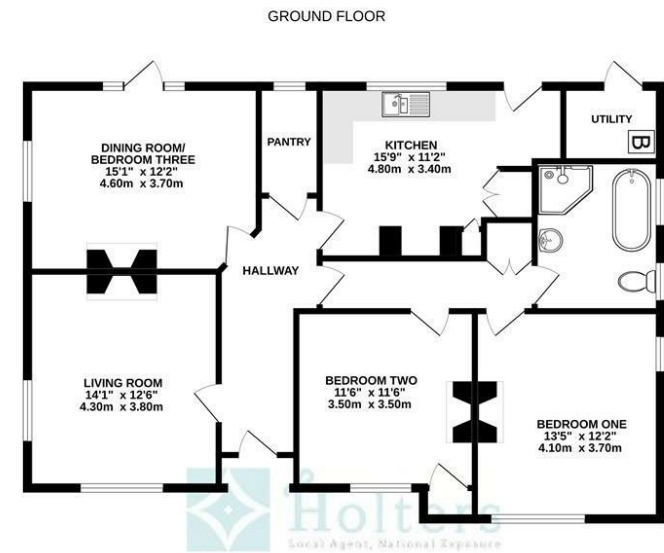 GROUND FLOOR
DINING ROOM/
BEDROOM THREE
15'1" x 12'2"
4.60m x 3.70m
PANTRY
KITCHEN
15'9" x 11'2"
4.80m x 3.40m
UTILITY
B
HALLWAY
LIVING ROOM
14'1" x 12'6"
4.30m x 3.80m
BEDROOM TWO
11'6" x 11'6"
3.50m x 3.50m
BEDROOM ONE
13'5" x 12'2"
4.10m x 3.70m
Holters
Local Agent, National Exposure